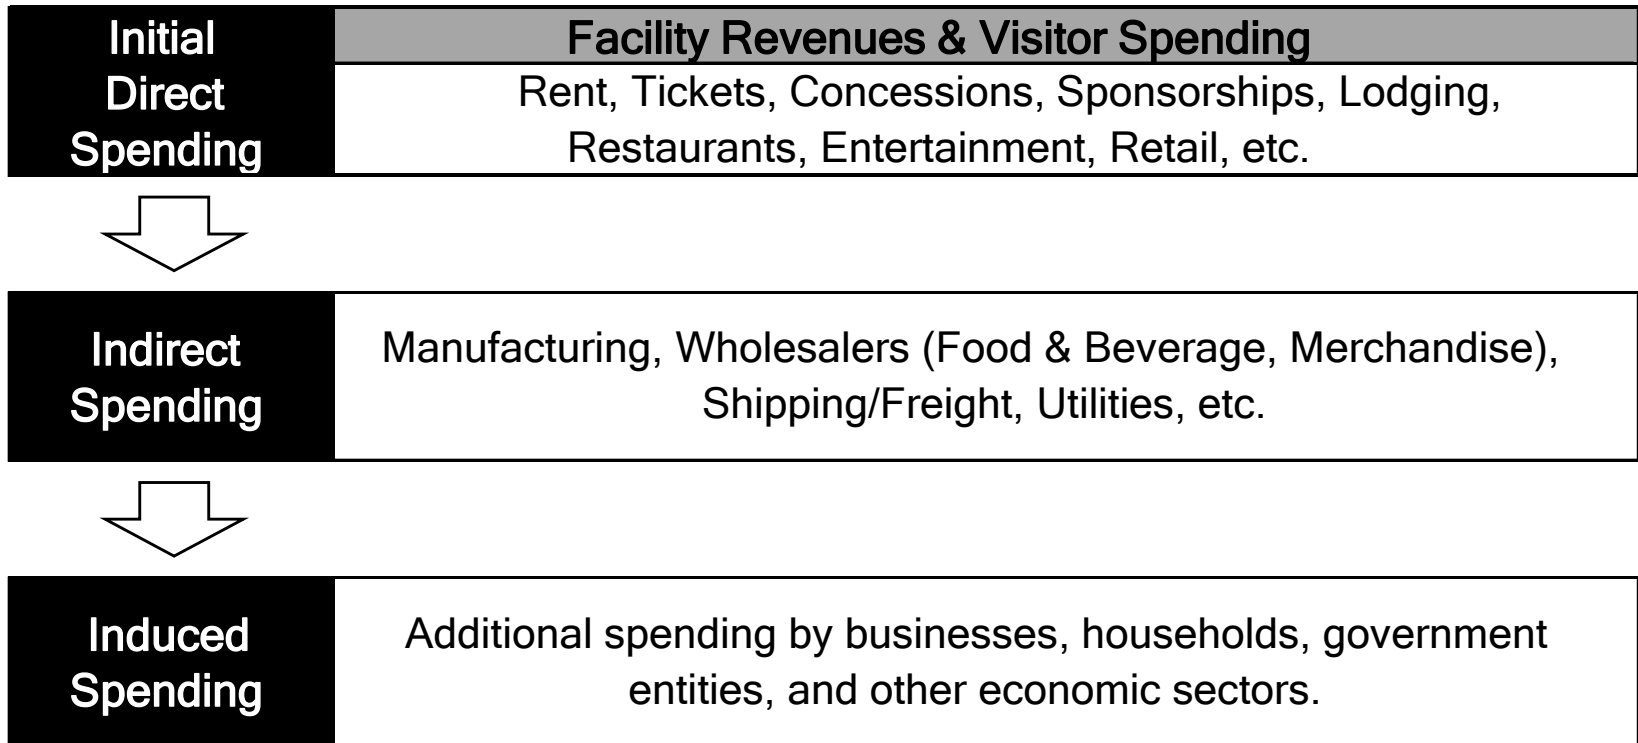 Initial
Direct
Spending
Facility Revenues & Visitor Spending
Rent, Tickets, Concessions, Sponsorships, Lodging,
Restaurants, Entertainment, Retail, etc.
Indirect
Spending
Manufacturing, Wholesalers (Food & Beverage, Merchandise),
Shipping/Freight, Utilities, etc.
Induced
Spending
Additional spending by businesses, households, government
entities, and other economic sectors.